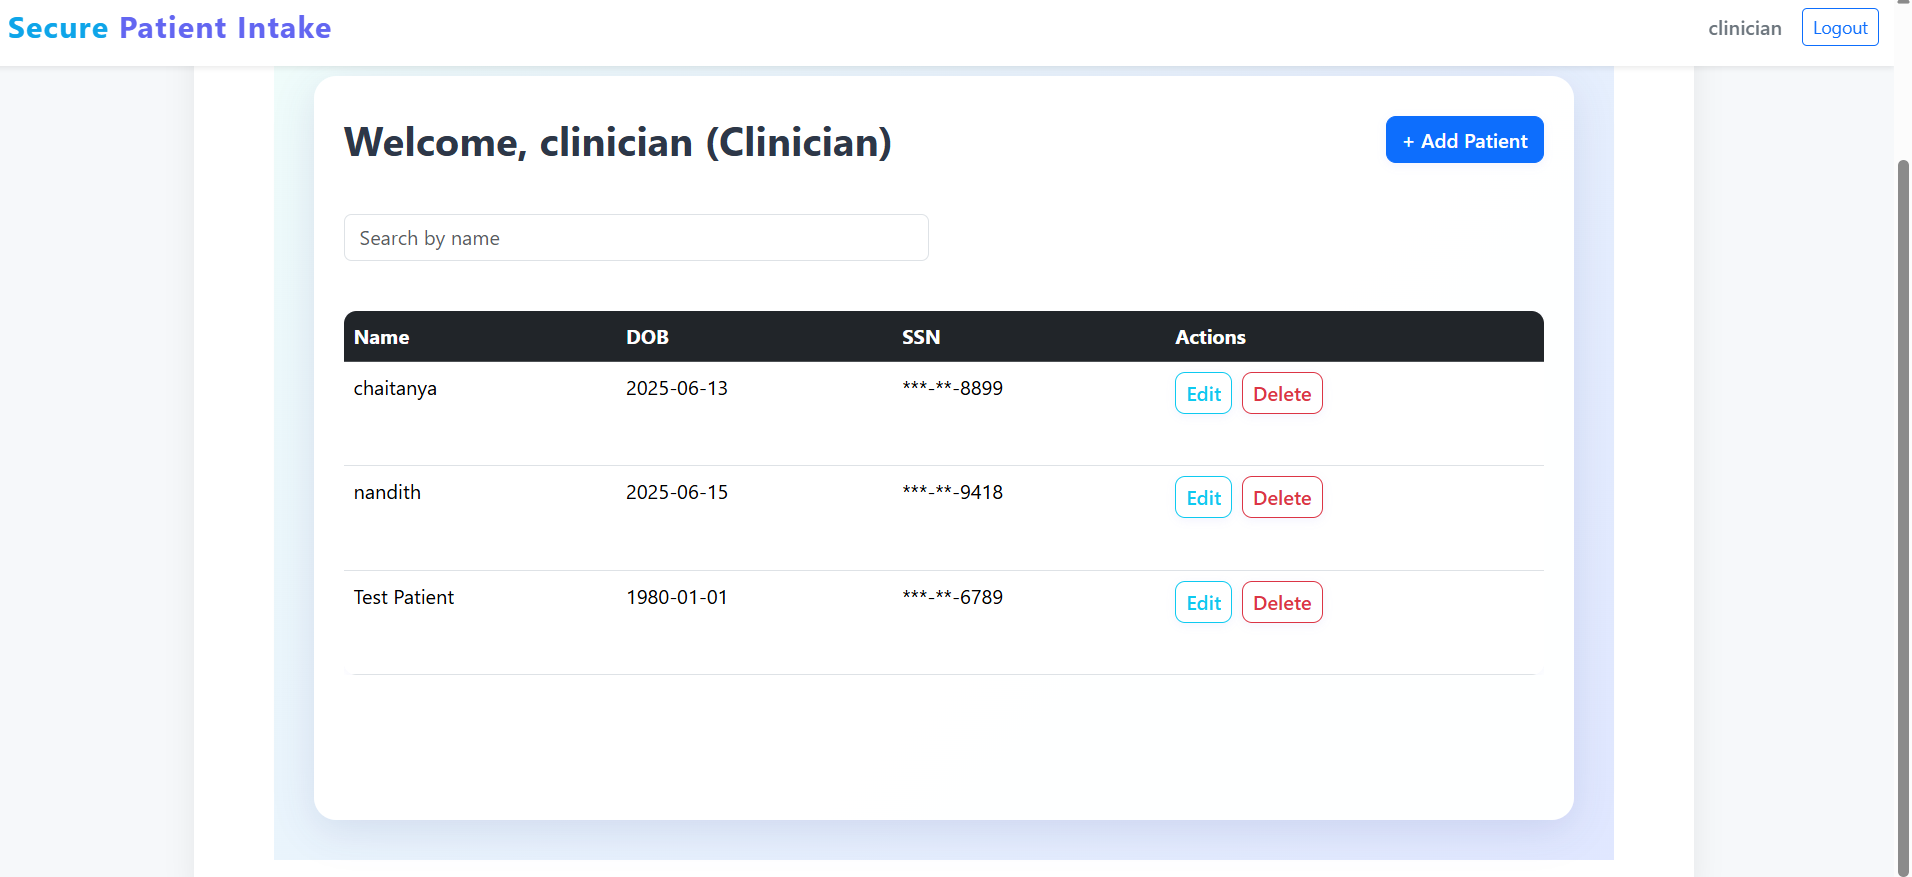 Secure Patient Intake
clinician Logout
Welcome, clinician (Clinician)
+ Add Patient
Search by name
Name DOB SSN Actions
chaitanya 2025-06-13 ***-**-8899 Edit Delete
nandith 2025-06-15 ***-**-9418 Edit Delete
Test Patient 1980-01-01 ***-**-6789 Edit Delete